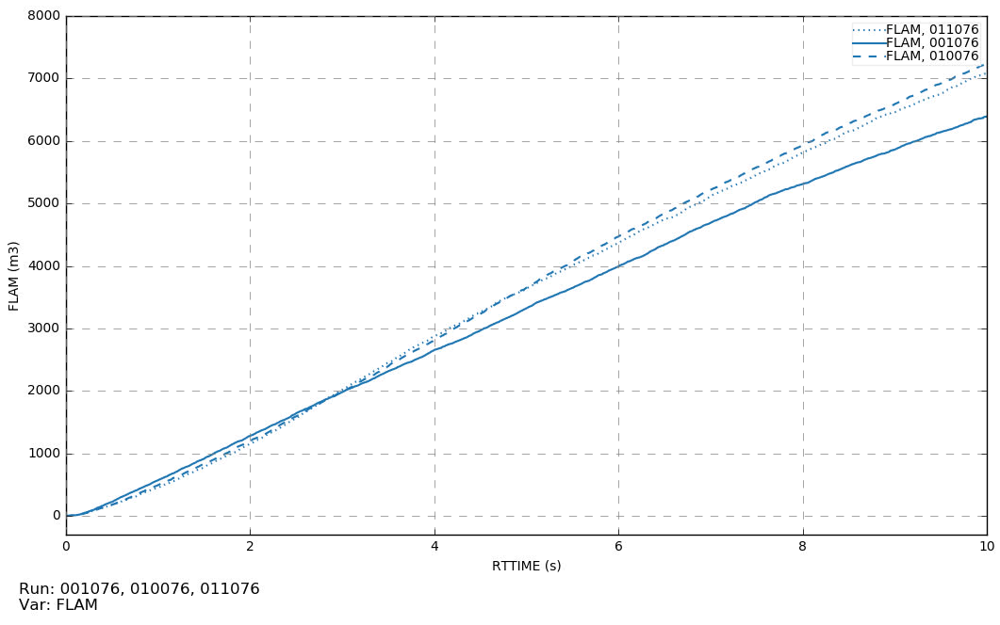 8000
7000
6000
5000
4000
3000
2000
1000
0
FLAM (m3)
FLAM, 011076
FLAM, 001076
FLAM, 010076
0 2 4 6 8 10
RTTIME (s)
Run: 001076, 010076, 011076
Var: FLAM